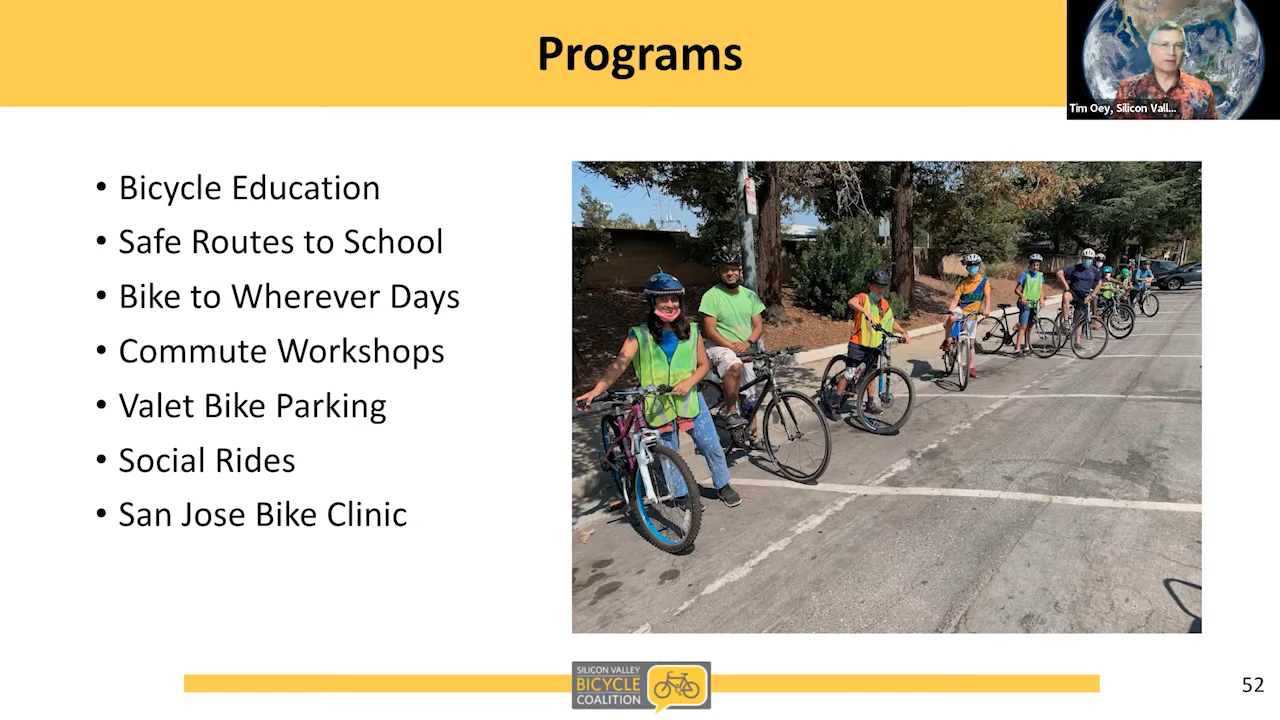 Programs
Tim Oey, Silicon Vall...
• Bicycle Education
• Safe Routes to School
• Bike to Wherever Days
• Commute Workshops
• Valet Bike Parking
• Social Rides
• San Jose Bike Clinic
SILICON VALLEY
BICYCLE
COALITION
52